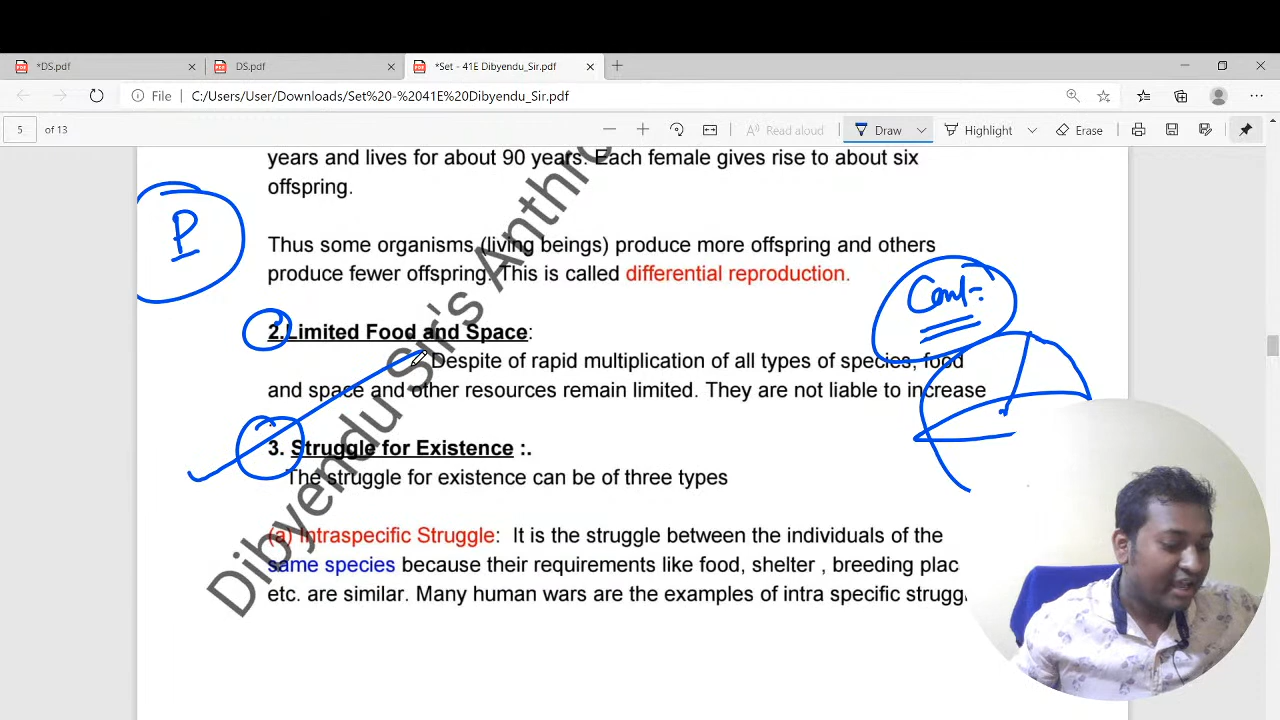 *DS.pdf
DS.pdf
*Set - 41E Dibyendu_Sir.pdf
File C:/Users/User/Downloads/Set%20-%2041E%20Dibyendu_Sir.pdf
5 of 13
Read aloud
Draw
Highlight
Erase
years and lives for about 90 years. Each female gives rise to about six
offspring.
P
Thus some organisms (living beings) produce more offspring and others
produce fewer offspring. This is called differential reproduction.
2.Limited Food and Space:
Despite of rapid multiplication of all types of species, food
and space and other resources remain limited. They are not liable to increase
3. Struggle for Existence :.
The struggle for existence can be of three types
(a) Intraspecific Struggle: It is the struggle between the individuals of the
same species because their requirements like food, shelter , breeding plac
etc. are similar. Many human wars are the examples of intra specific strugg
Dibyendu Sir's Anthr